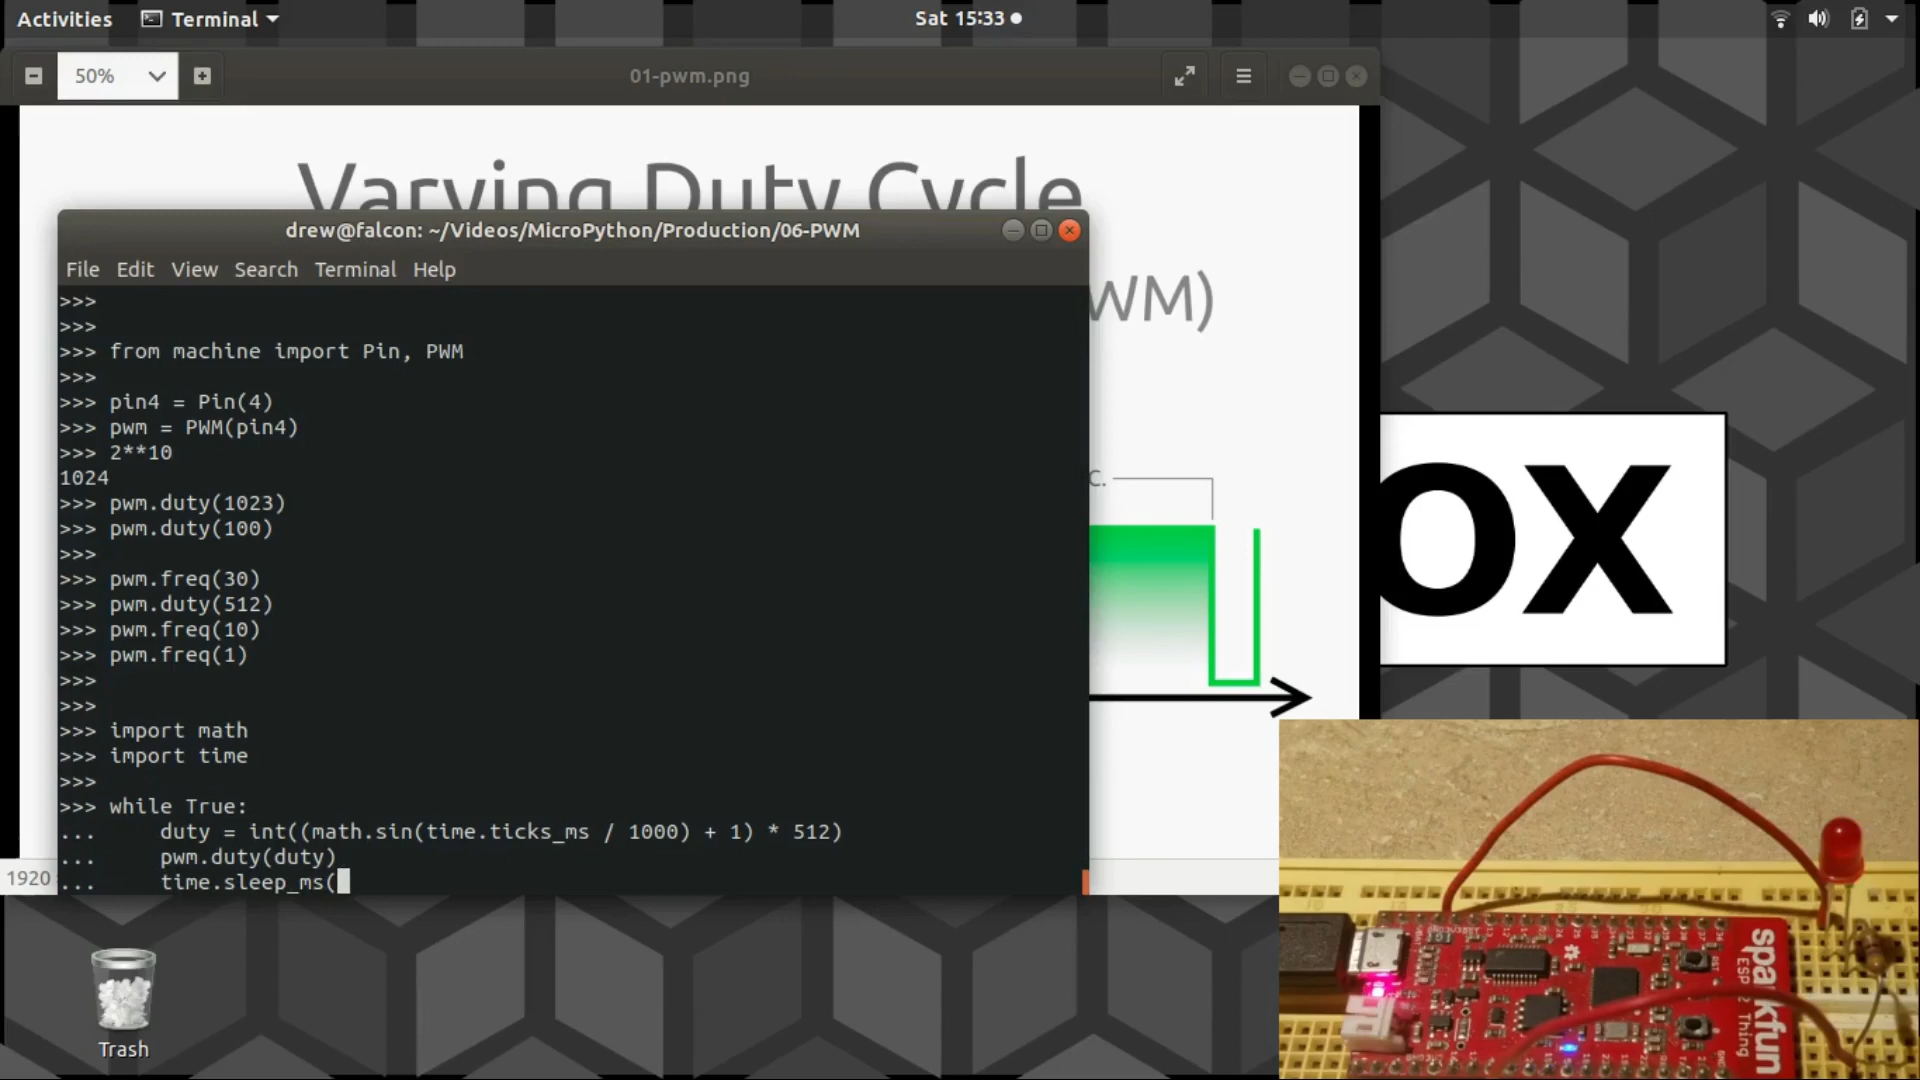 Activities
Terminal
Sat 15:33
50%
01-pwm.png
Varying Duty Cycle
WM)
c.
drew@falcon: ~/Videos/MicroPython/Production/06-PWM
File Edit View Search Terminal Help
>>>
>>>
>>> from machine import Pin, PWM
>>>
>>> pin4 = Pin(4)
>>> pwm = PWM(pin4)
>>> 2**10
1024
>>> pwm.duty(1023)
>>> pwm.duty(100)
>>>
>>> pwm.freq(30)
>>> pwm.duty(512)
>>> pwm.freq(10)
>>> pwm.freq(1)
>>>
>>>
>>> import math
>>> import time
>>>
>>> while True:
... duty = int((math.sin(time.ticks_ms / 1000) + 1) * 512)
... pwm.duty(duty)
... time.sleep_ms(
1920
OX
Trash
sparkfun
Thing